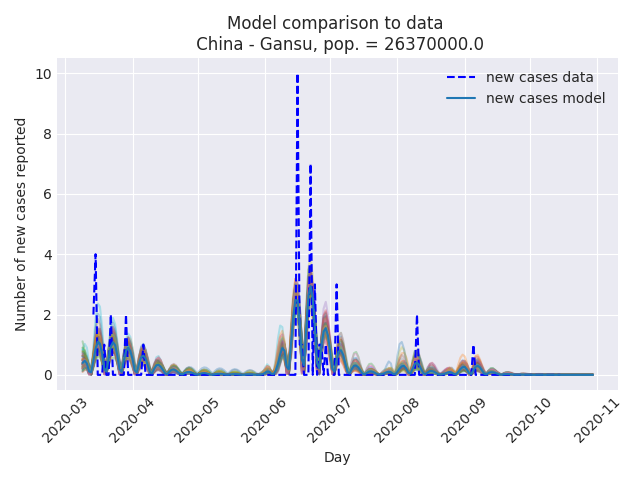 Model comparison to data
China - Gansu, pop. = 26370000.0
new cases data
new cases model
Number of new cases reported
10
8
6
4
2
0
2020-03
2020-04
2020-05
2020-06
2020-07
2020-08
2020-09
2020-10
2020-11
Day